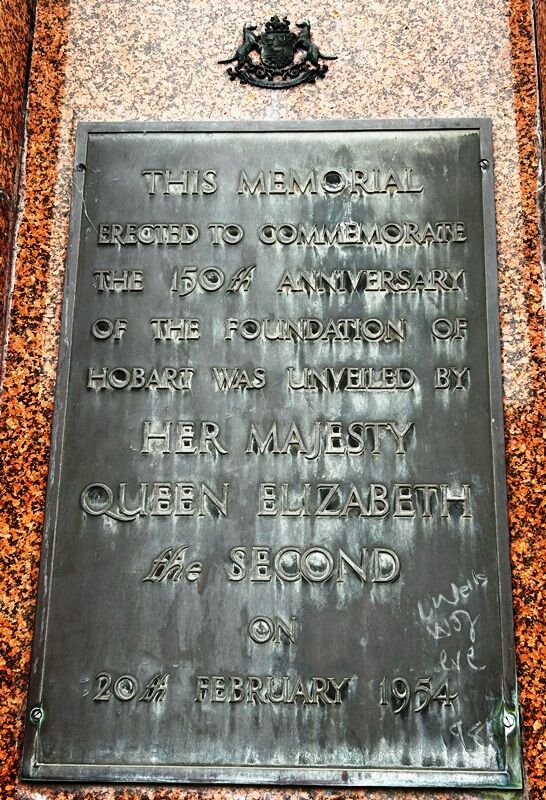 THIS MEMORIAL
ERECTED TO COMMEMORATE
THE 150th ANNIVERSARY
OF THE FOUNDATION OF
HOBART WAS UNVEILED BY
HER MAJESTY
QUEEN ELIZABETH
the SECOND
ON
20th FEBRUARY 1954